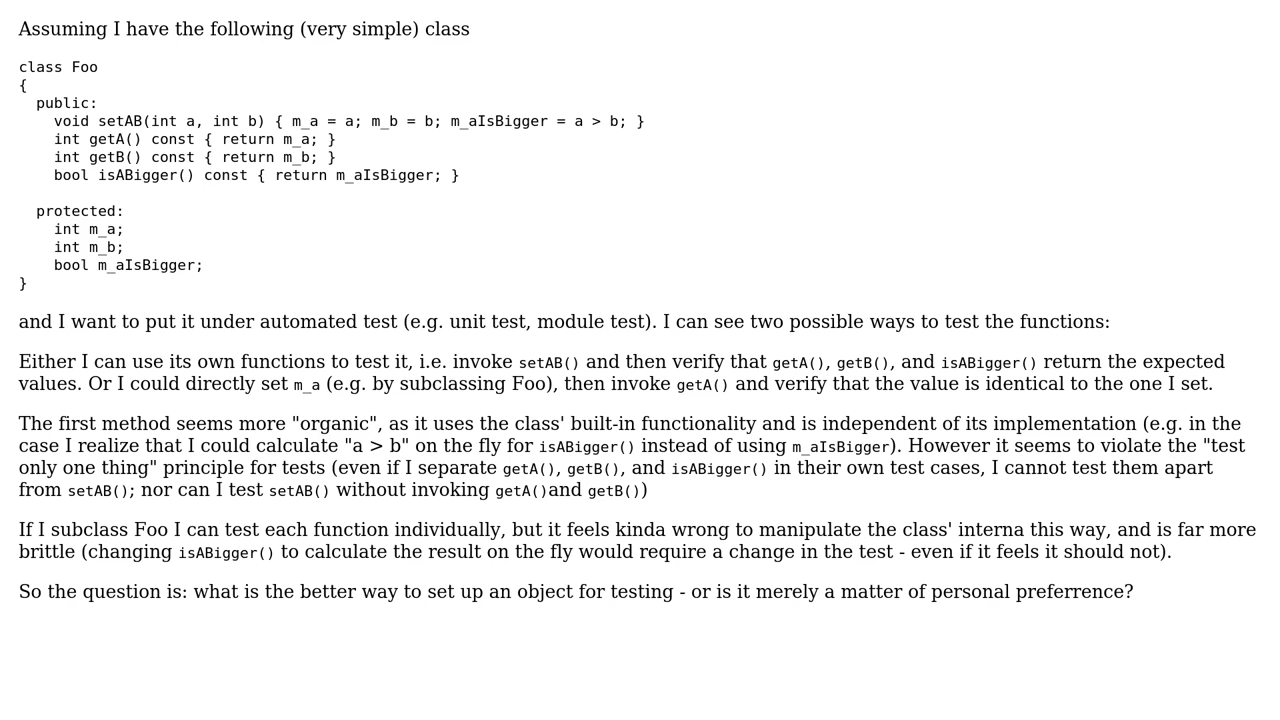 Assuming I have the following (very simple) class
class Foo
{
public:
void setAB(int a, int b) { m_a = a; m_b = b; m_aIsBigger = a > b; }
int getA() const { return m_a; }
int getB() const { return m_b; }
bool isABigger() const { return m_aIsBigger; }
protected:
int m_a;
int m_b;
bool m_aIsBigger;
}
and I want to put it under automated test (e.g. unit test, module test). I can see two possible ways to test the functions:
Either I can use its own functions to test it, i.e. invoke setAB() and then verify that getA(), getB(), and isABigger() return the expected
values. Or I could directly set m_a (e.g. by subclassing Foo), then invoke getA() and verify that the value is identical to the one I set.
The first method seems more "organic", as it uses the class' built-in functionality and is independent of its implementation (e.g. in the
case I realize that I could calculate "a > b" on the fly for isABigger() instead of using m_aIsBigger). However it seems to violate the "test
only one thing" principle for tests (even if I separate getA(), getB(), and isABigger() in their own test cases, I cannot test them apart
from setAB(); nor can I test setAB() without invoking getA()and getB())
If I subclass Foo I can test each function individually, but it feels kinda wrong to manipulate the class' interna this way, and is far more
brittle (changing isABigger() to calculate the result on the fly would require a change in the test - even if it feels it should not).
So the question is: what is the better way to set up an object for testing - or is it merely a matter of personal preferrence?